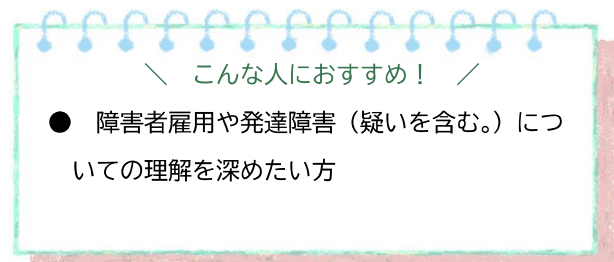 ＼　こんな人におすすめ！　／
●　障害者雇用や発達障害（疑いを含む。）につ
いての理解を深めたい方